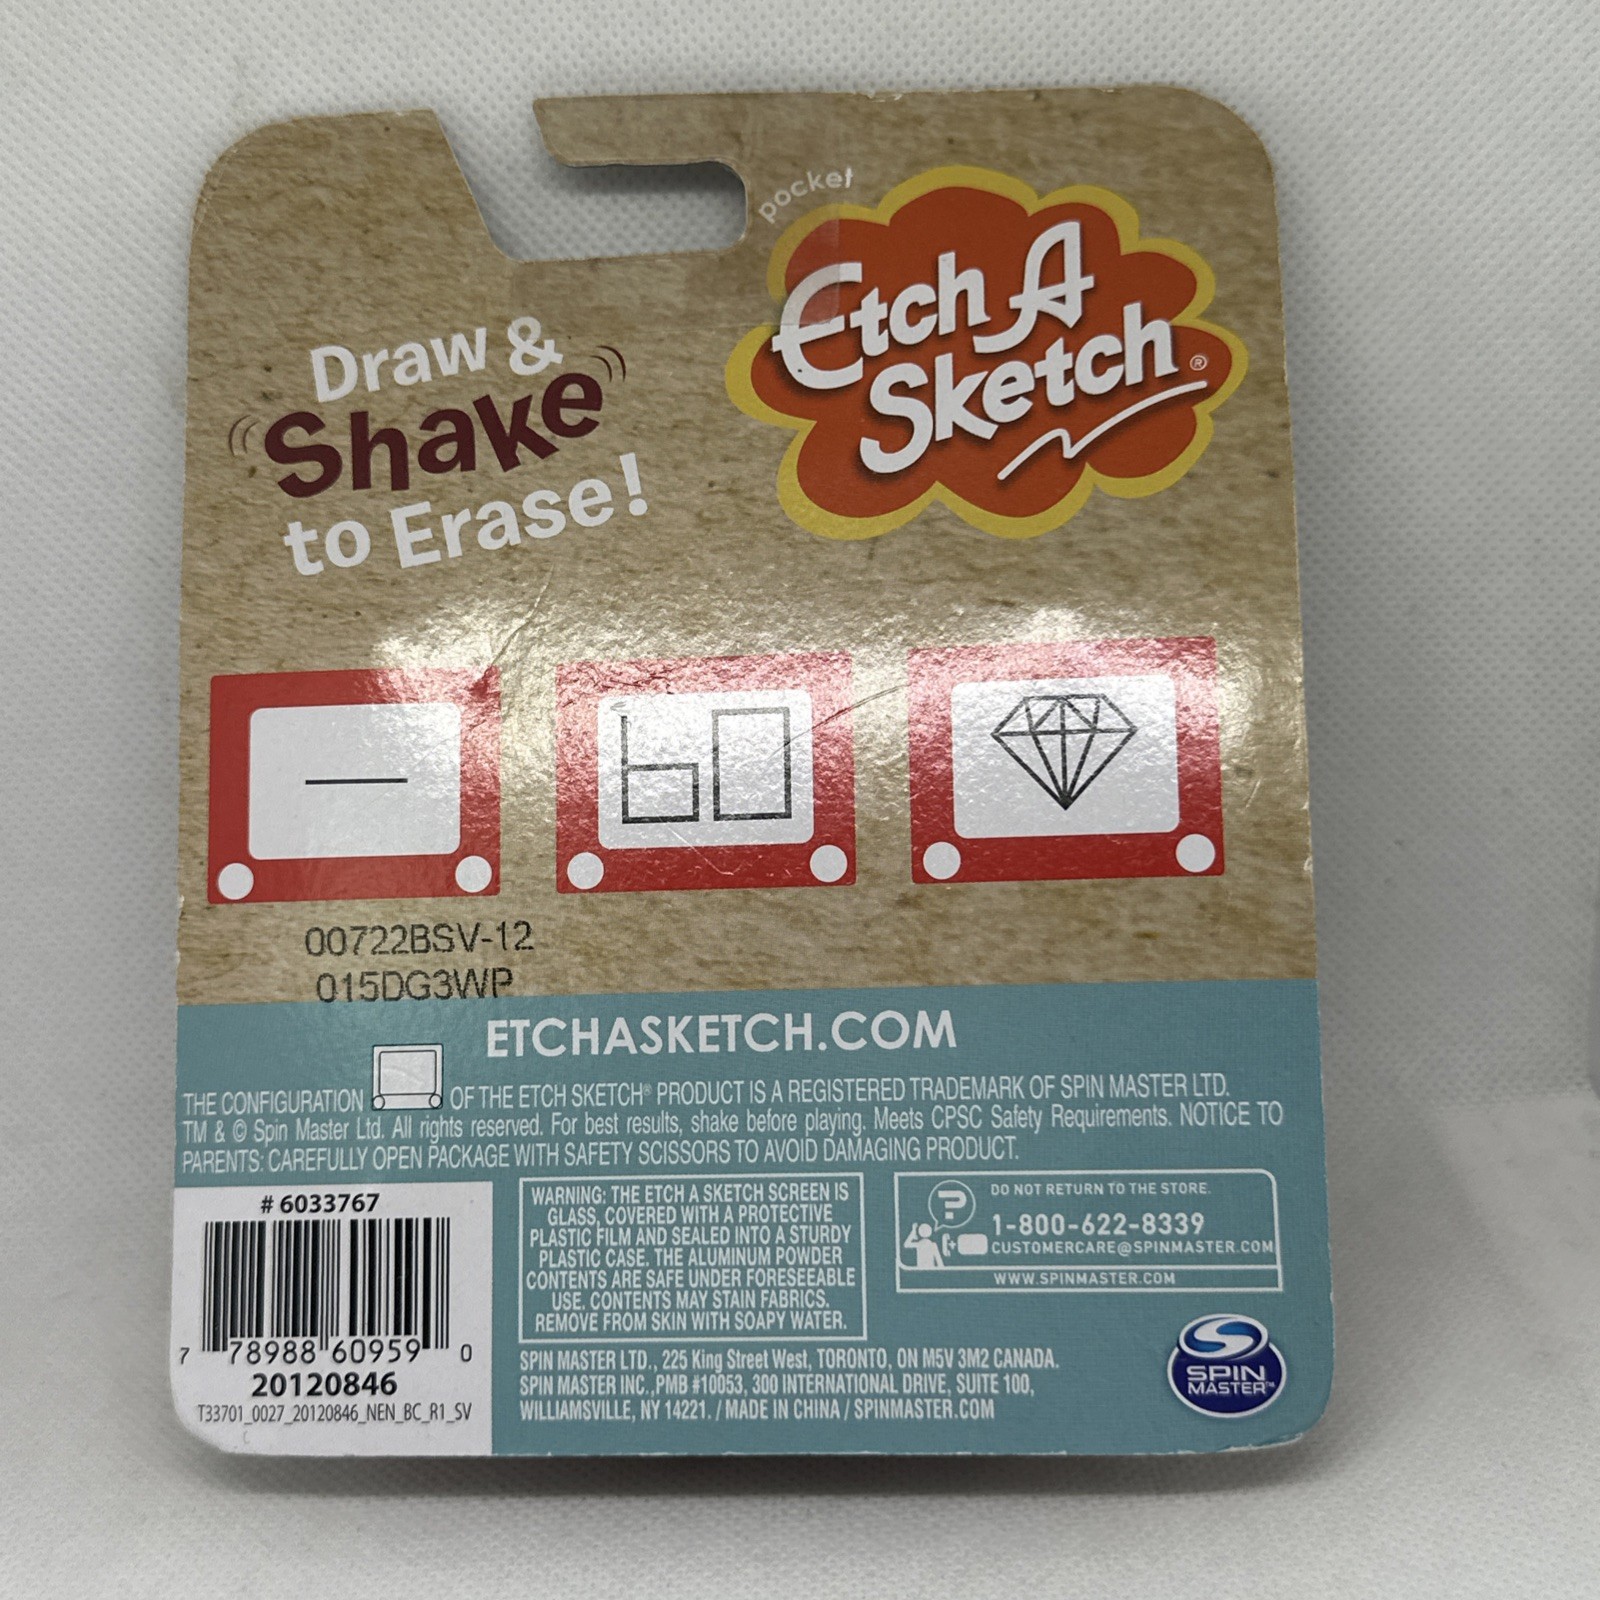 pocket
Etch A
Sketch®
Draw &
Shake
to Erase!
60
00722BSV-12
015DG3WP
ETCHASKETCH.COM
THE CONFIGURATION OF THE ETCH SKETCH® PRODUCT IS A REGISTERED TRADEMARK OF SPIN MASTER LTD.
TM & © Spin Master Ltd. All rights reserved. For best results, shake before playing. Meets CPSC Safety Requirements. NOTICE TO
PARENTS: CAREFULLY OPEN PACKAGE WITH SAFETY SCISSORS TO AVOID DAMAGING PRODUCT.
# 6033767
7 78988 60959 0
20120846
T33701_0027_20120846_NEN_BC_R1_SV
C
WARNING: THE ETCH A SKETCH SCREEN IS
GLASS, COVERED WITH A PROTECTIVE
PLASTIC FILM AND SEALED INTO A STURDY
PLASTIC CASE. THE ALUMINUM POWDER
CONTENTS ARE SAFE UNDER FORESEEABLE
USE. CONTENTS MAY STAIN FABRICS.
REMOVE FROM SKIN WITH SOAPY WATER.
?
DO NOT RETURN TO THE STORE.
1-800-622-8339
CUSTOMERCARE@SPINMASTER.COM
WWW.SPINMASTER.COM
SPIN MASTER LTD., 225 King Street West, TORONTO, ON M5V 3M2 CANADA.
SPIN MASTER INC.,PMB #10053, 300 INTERNATIONAL DRIVE, SUITE 100,
WILLIAMSVILLE, NY 14221. / MADE IN CHINA / SPINMASTER.COM
SPIN
MASTER™